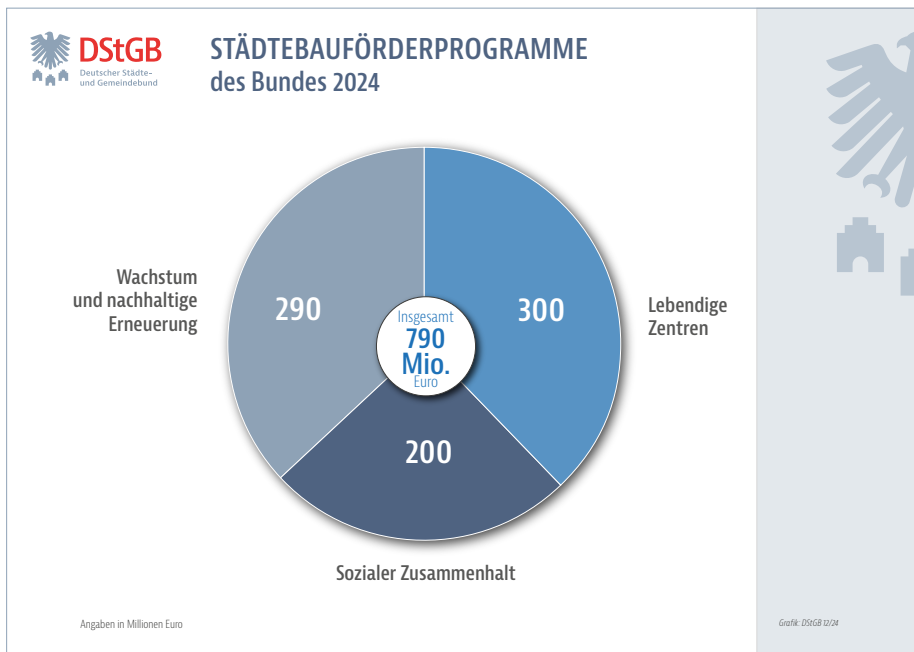 DStGB
Deutscher Städte-
und Gemeindebund
STÄDTEBAUFÖRDERPROGRAMME
des Bundes 2024
Wachstum
und nachhaltige
Erneuerung
290
Insgesamt
790
Mio.
Euro
300
Lebendige
Zentren
200
Sozialer Zusammenhalt
Angaben in Millionen Euro
Grafik: DStGB 12/24